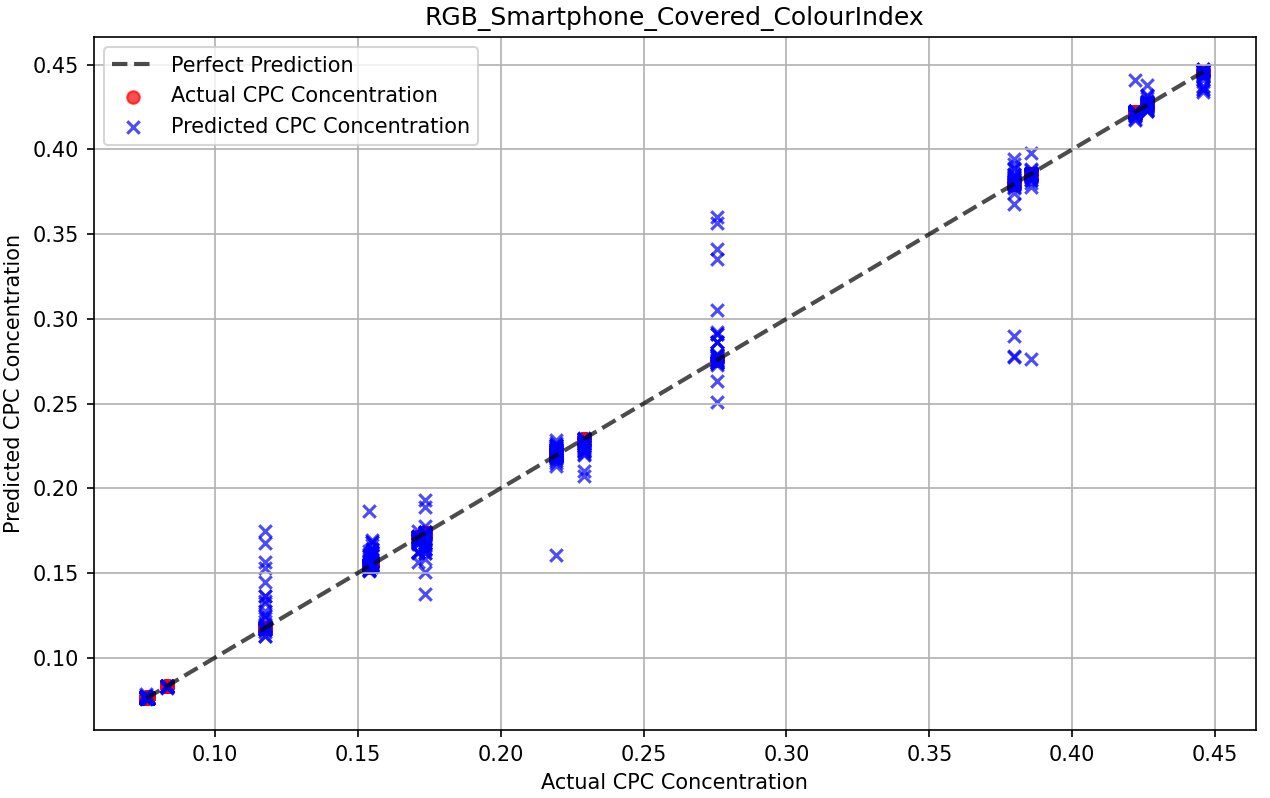 RGB_Smartphone_Covered_ColourIndex
Perfect Prediction
Actual CPC Concentration
Predicted CPC Concentration
Predicted CPC Concentration
0.45
0.40
0.35
0.30
0.25
0.20
0.15
0.10
0.10 0.15 0.20 0.25 0.30 0.35 0.40 0.45
Actual CPC Concentration